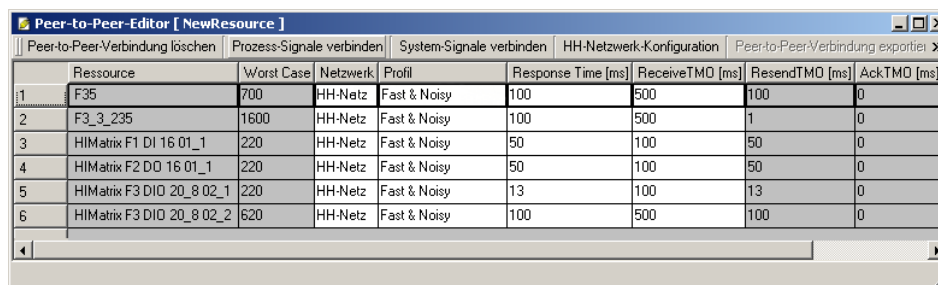 Peer-to-Peer-Editor [ NewResource ]
Peer-to-Peer-Verbindung löschen Prozess-Signale verbinden System-Signale verbinden HH-Netzwerk-Konfiguration Peer-to-Peer-Verbindung exportier
Ressource Worst Case Netzwerk Profil Response Time [ms] ReceiveTMO [ms] ResendTMO [ms] AckTMO [ms]
1 F35 700 HH-Netz Fast & Noisy 100 500 100 0
2 F3_3_235 1600 HH-Netz Fast & Noisy 100 500 1 0
3 HIMatrix F1 DI 16 01_1 220 HH-Netz Fast & Noisy 50 100 50 0
4 HIMatrix F2 DO 16 01_1 220 HH-Netz Fast & Noisy 50 100 50 0
5 HIMatrix F3 DIO 20_8 02_1 220 HH-Netz Fast & Noisy 13 100 13 0
6 HIMatrix F3 DIO 20_8 02_2 620 HH-Netz Fast & Noisy 100 500 100 0